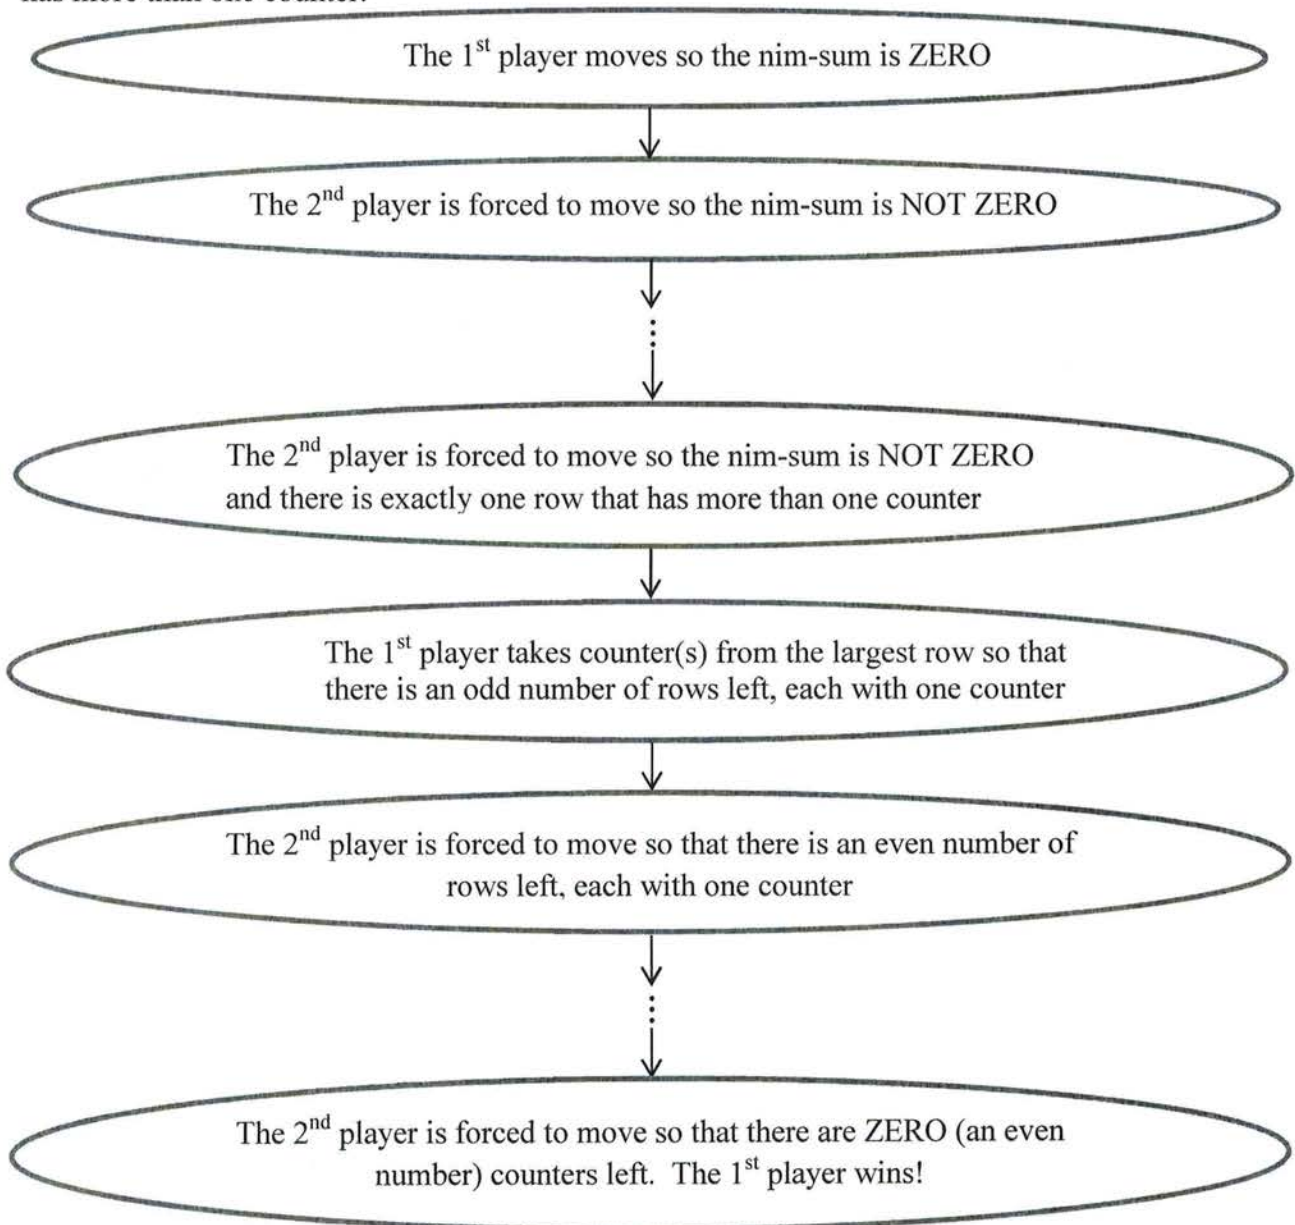 has more than one counter.
The 1st player moves so the nim-sum is ZERO
The 2nd player is forced to move so the nim-sum is NOT ZERO
The 2nd player is forced to move so the nim-sum is NOT ZERO
and there is exactly one row that has more than one counter
The 1st player takes counter(s) from the largest row so that
there is an odd number of rows left, each with one counter
The 2nd player is forced to move so that there is an even number of
rows left, each with one counter
The 2nd player is forced to move so that there are ZERO (an even
number) counters left. The 1st player wins!